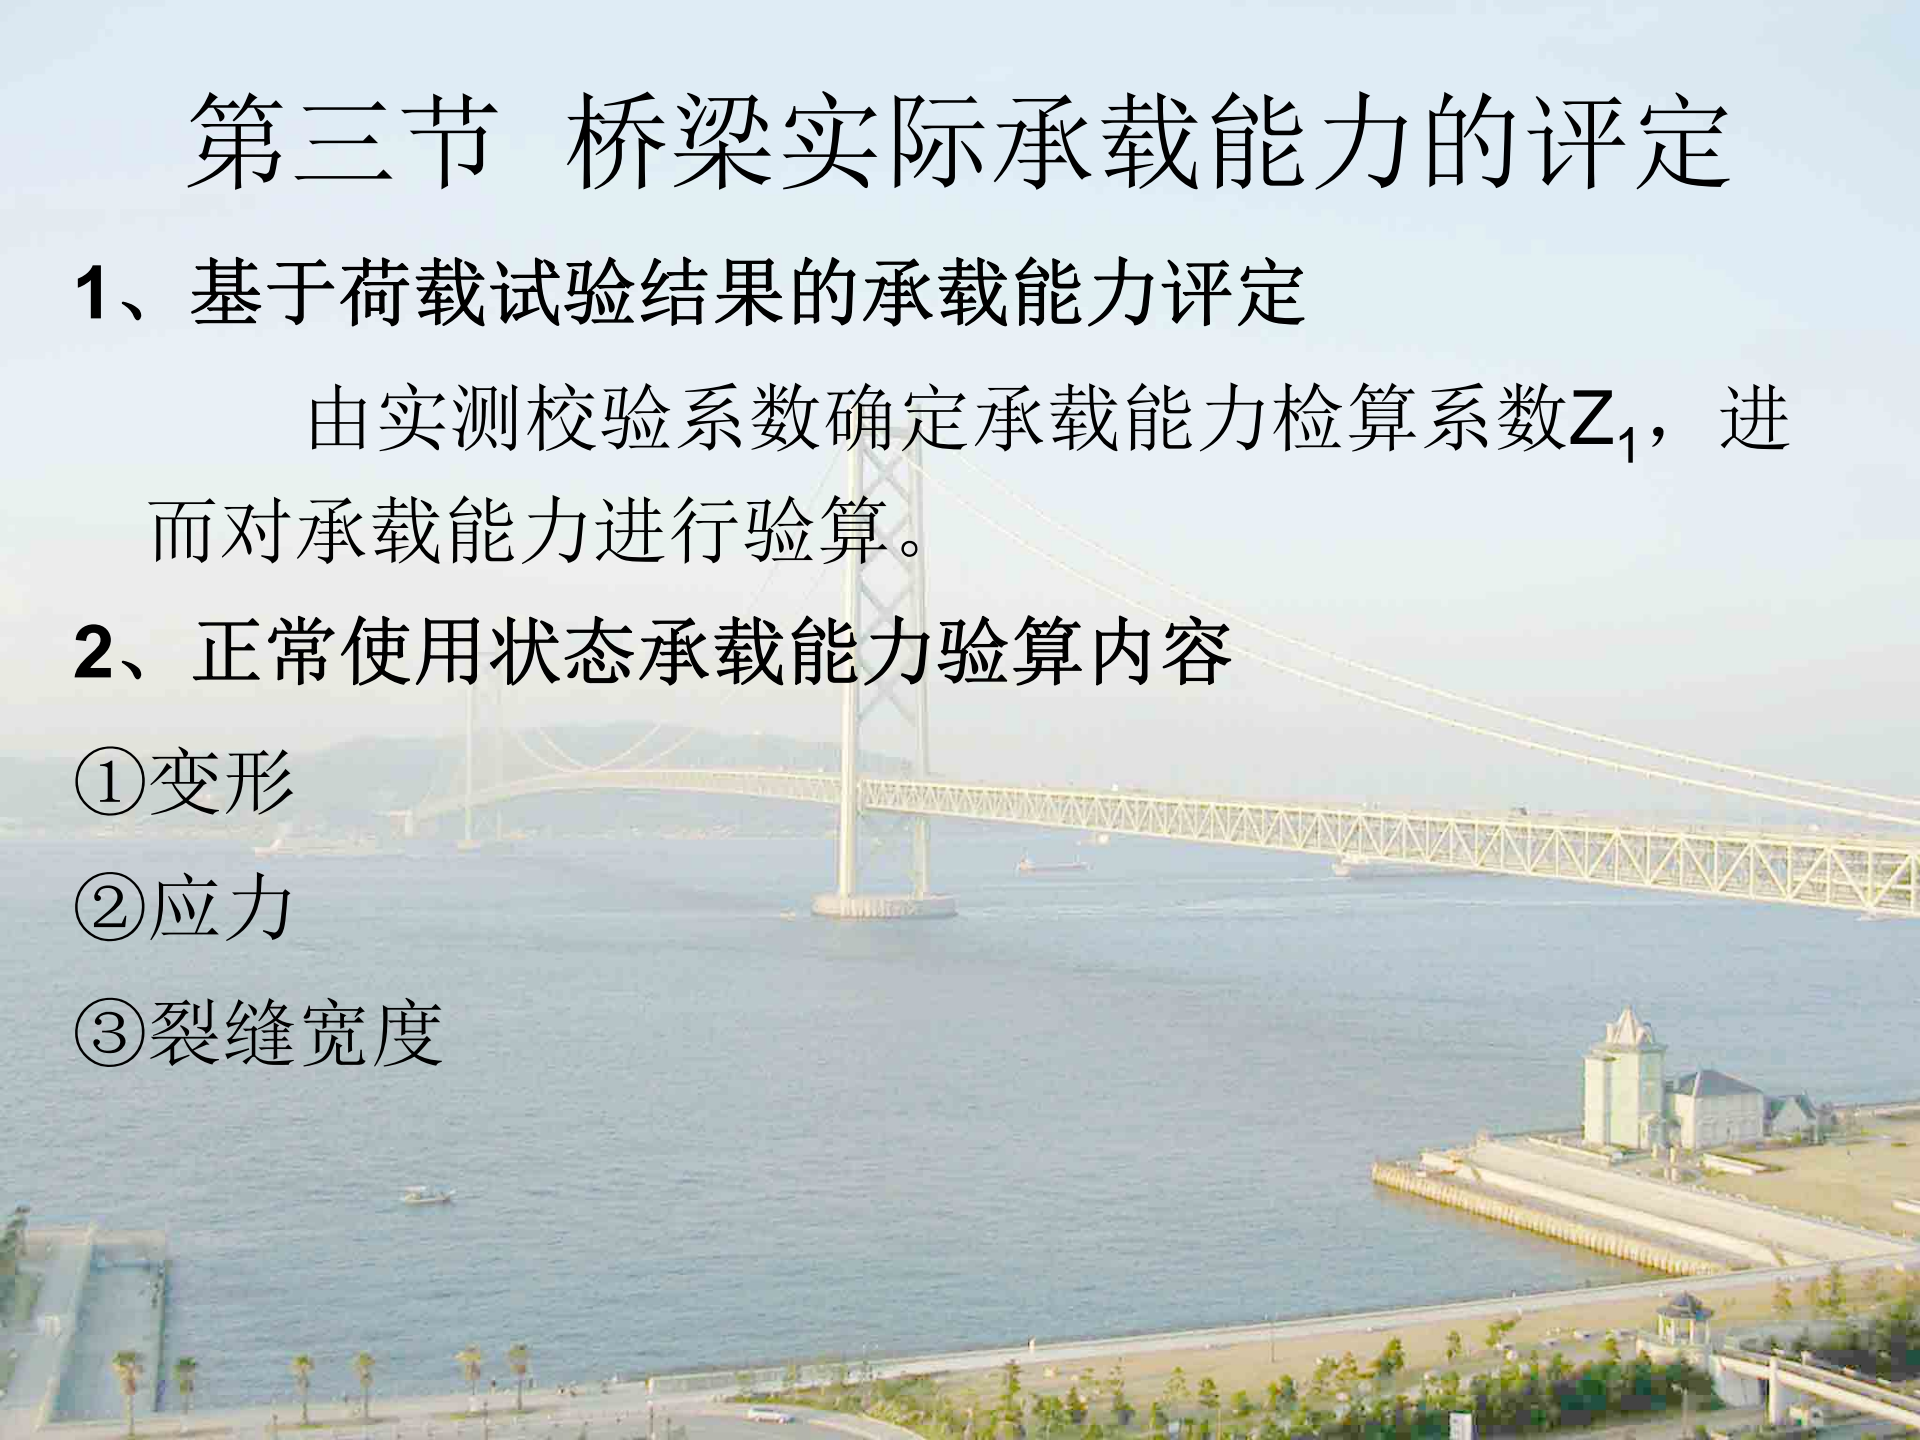 第三节 桥梁实际承载能力的评定
1、基于荷载试验结果的承载能力评定
由实测校验系数确定承载能力检算系数Z₁，进
而对承载能力进行验算。
2、正常使用状态承载能力验算内容
①变形
②应力
③裂缝宽度